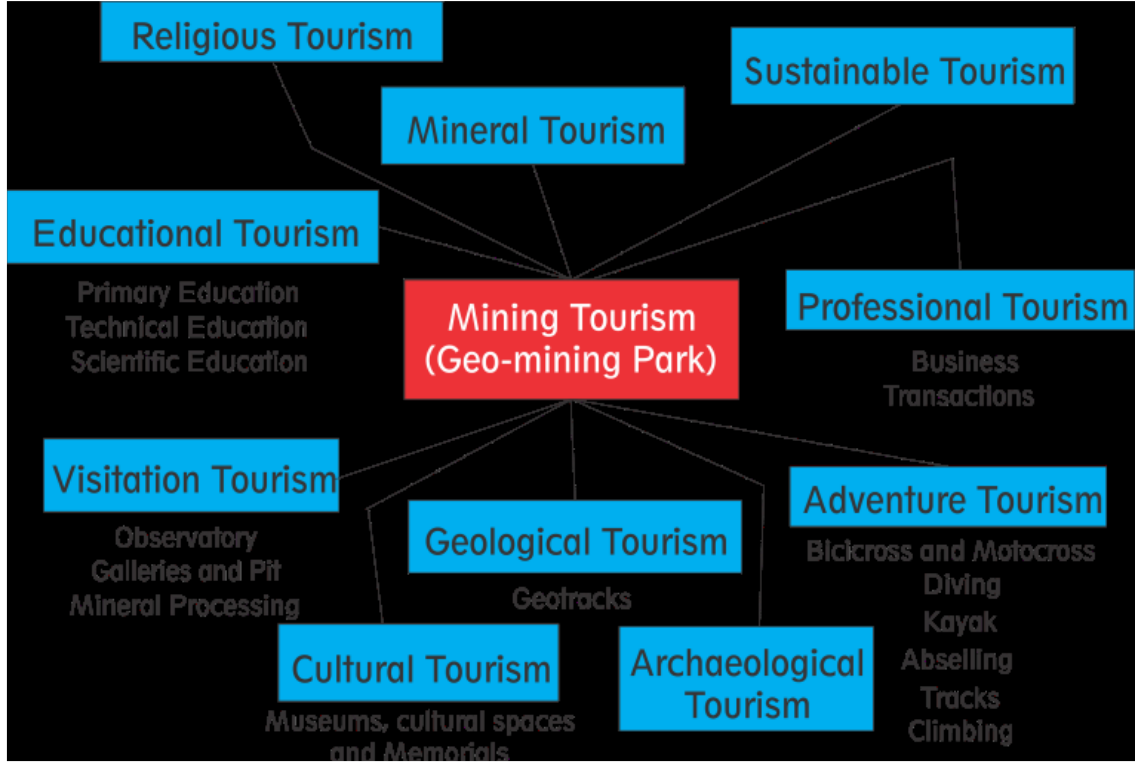 Religious Tourism
Sustainable Tourism
Mineral Tourism
Educational Tourism
Primary Education
Technical Education
Scientific Education
Mining Tourism
(Geo-mining Park)
Professional Tourism
Business
Transactions
Visitation Tourism
Observatory
Galleries and Pit
Mineral Processing
Geological Tourism
Geotracks
Adventure Tourism
Bicicross and Motocross
Diving
Kayak
Abselling
Tracks
Climbing
Cultural Tourism
Museums, cultural spaces
and Memorials
Archaeological
Tourism